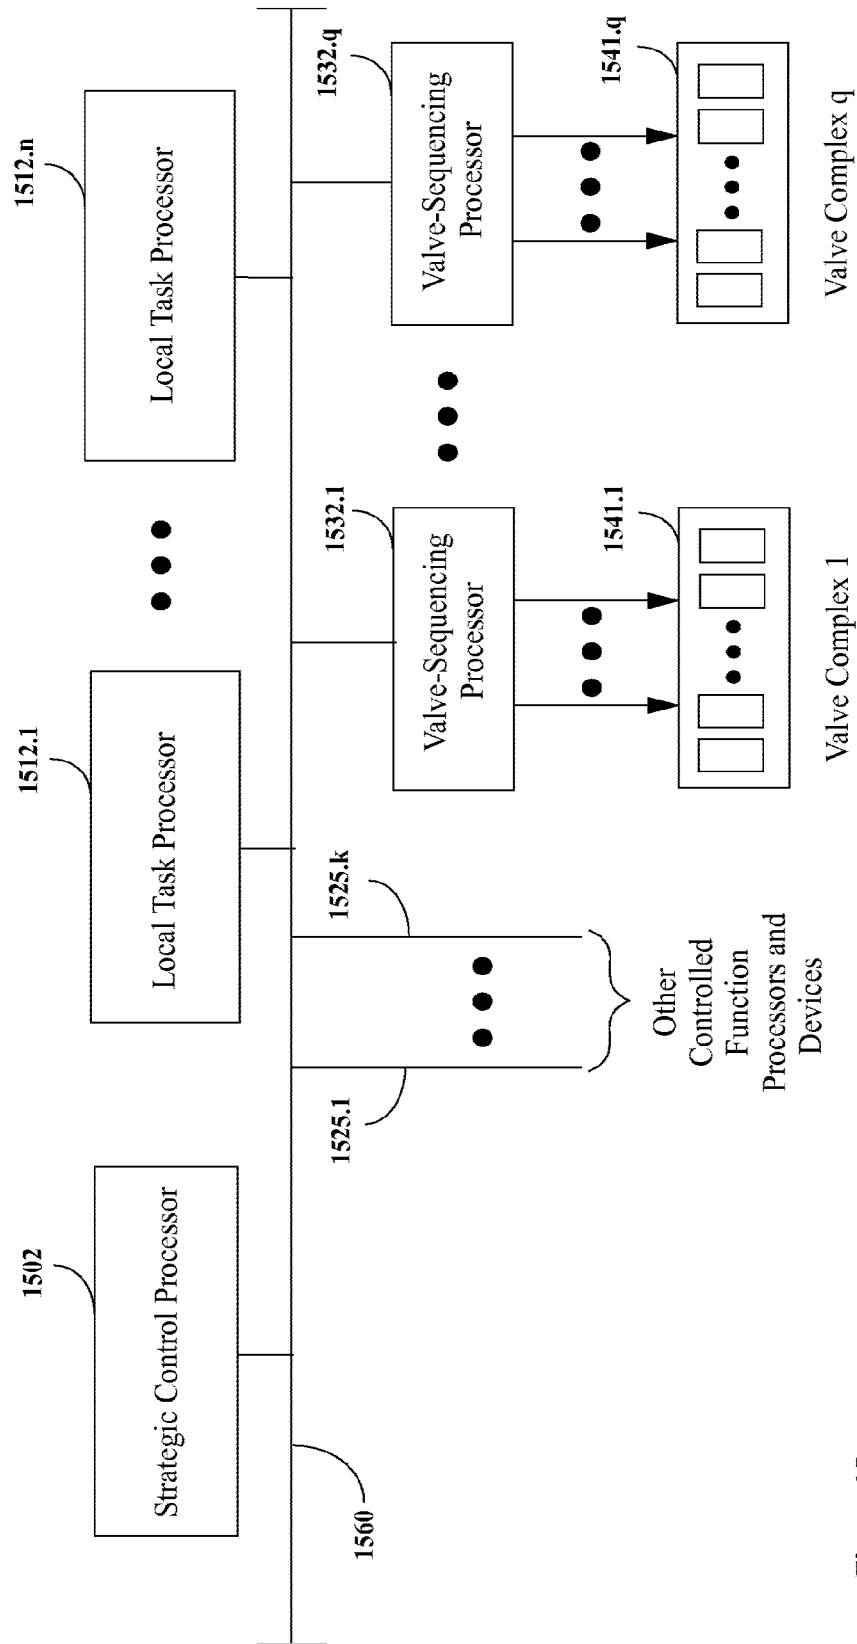 1502
Strategic Control Processor
1512.1
Local Task Processor
1512.n
Local Task Processor
1560
1525.1
1525.k
Other
Controlled
Function
Processors and
Devices
1532.1
Valve-Sequencing
Processor
1541.1
Valve Complex 1
1532.q
Valve-Sequencing
Processor
1541.q
Valve Complex q